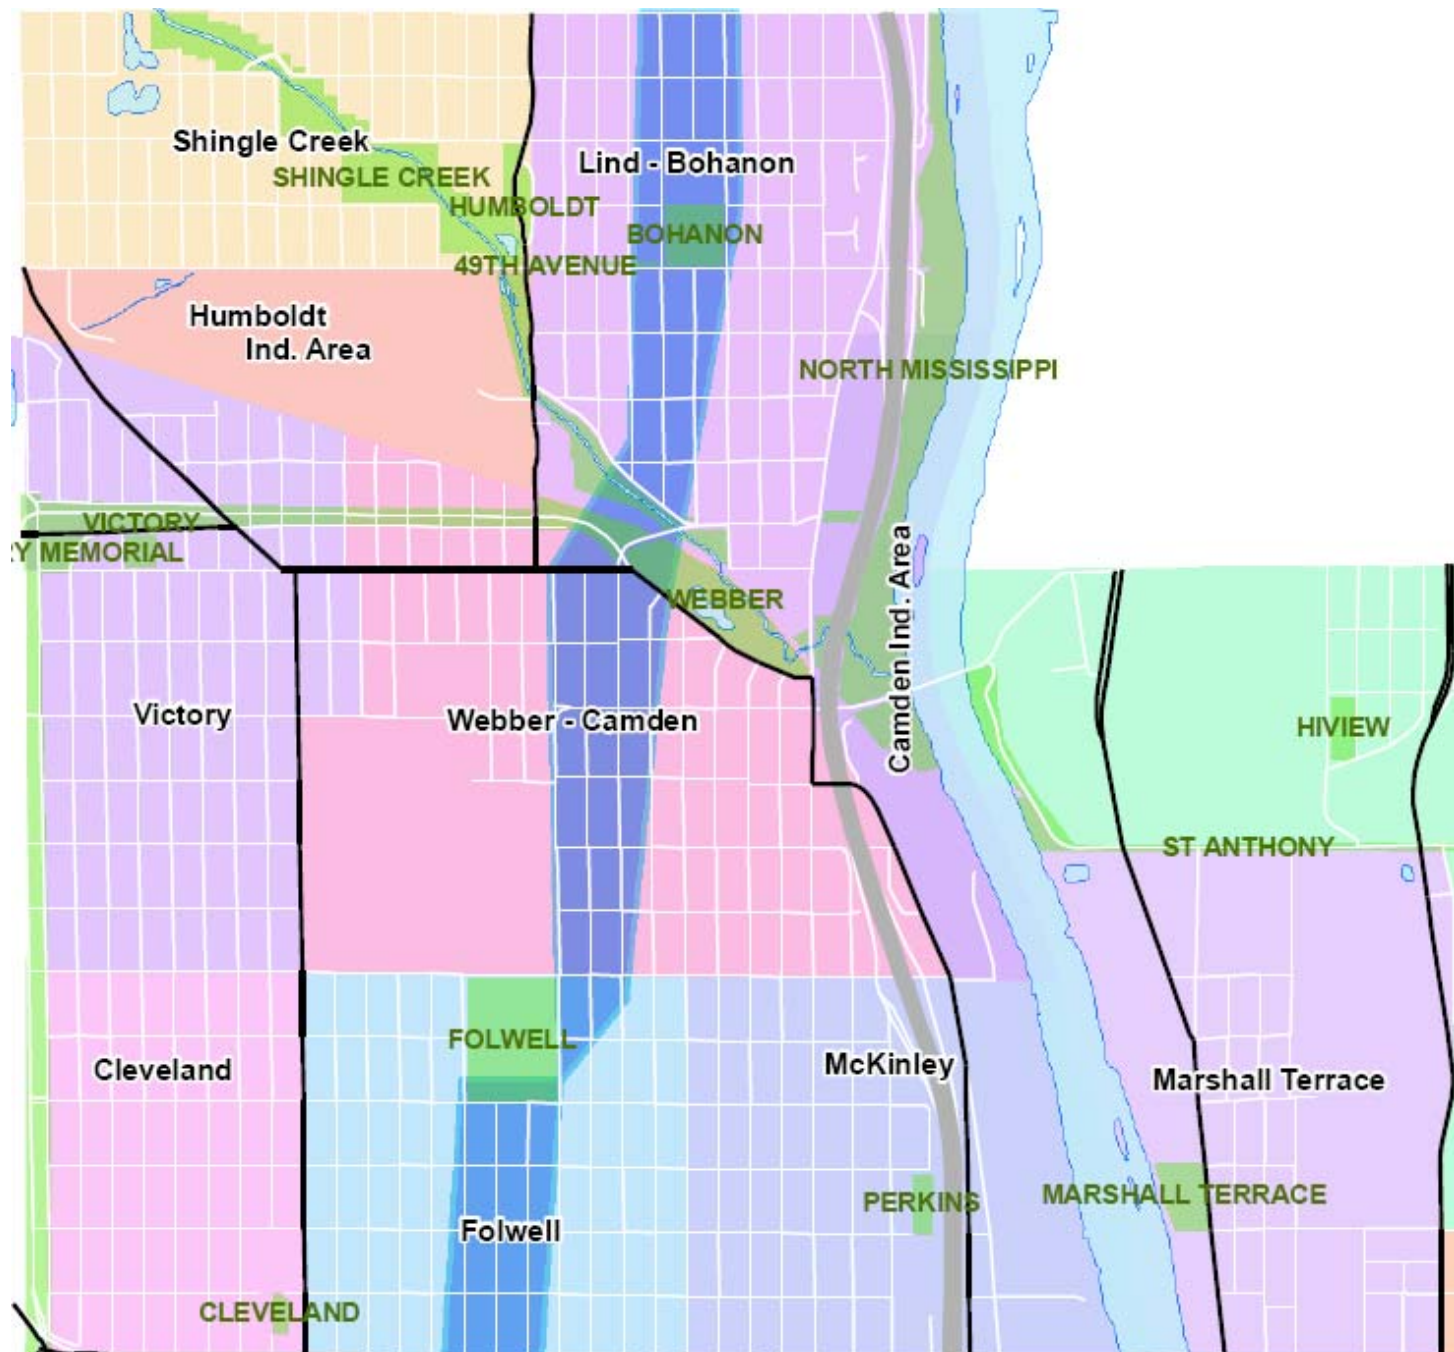 Shingle Creek
SHINGLE CREEK
Lind - Bohanon
HUMBOLDT
BOHANON
49TH AVENUE
Humboldt
Ind. Area
NORTH MISSISSIPPI
VICTORY
RY MEMORIAL
WEBBER
Camden Ind. Area
Victory
Webber - Camden
HIVIEW
ST ANTHONY
FOLWELL
Cleveland
McKinley
Marshall Terrace
PERKINS
MARSHALL TERRACE
Folwell
CLEVELAND